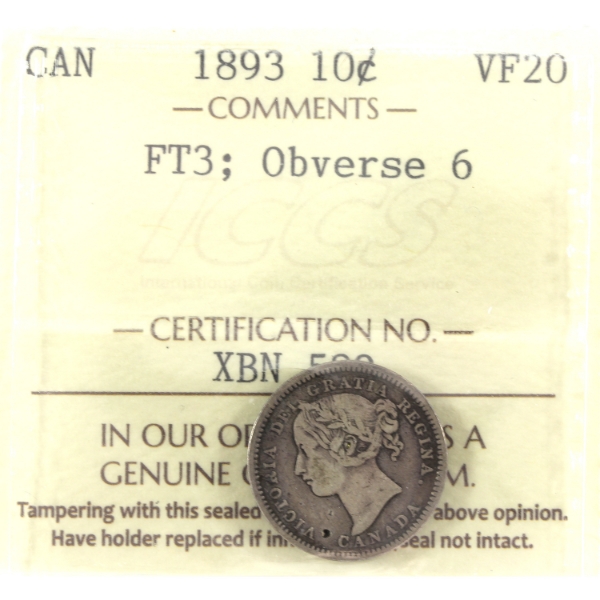 CAN 1893 10¢ VF20
COMMENTS
FT3; Obverse 6
ICCS
International Coin Certification Service
CERTIFICATION NO.
XBN
IN OUR S A
GENUINE M.
Tampering with this sealed above opinion.
Have holder replaced if seal not intact.
VICTORIA DEI GRATIA REGINA.
CANADA